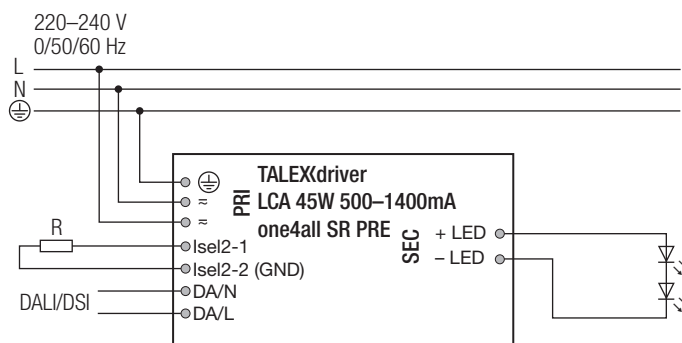 220–240 V
0/50/60 Hz
L
N
PRI
TALEXXdriver
LCA 45W 500–1400mA
one4all SR PRE
≈
≈
R
Isel2-1
Isel2-2 (GND)
DALI/DSI
DA/N
DA/L
SEC
+ LED
– LED